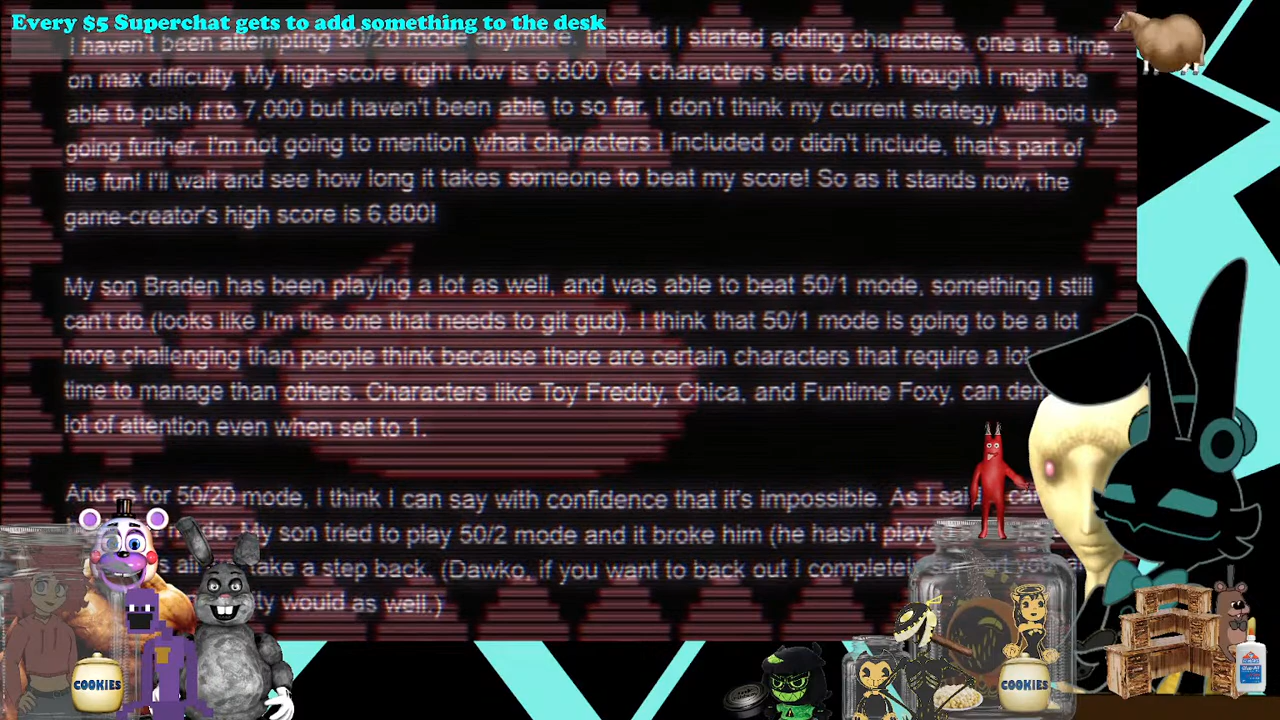 Every $5 Superchat gets to add something to the desk
I haven't been attempting 50/20 mode anymore. Instead I started adding characters, one at a time,
on max difficulty. My high-score right now is 6,800 (34 characters set to 20). I thought I might be
able to push it to 7,000 but haven't been able to so far. I don't think my current strategy will hold up
going further. I'm not going to mention what characters I included or didn't include, that's part of
the fun! I'll wait and see how long it takes someone to beat my score! So as it stands now, the
game-creator's high score is 6,800!
My son Braden has been playing a lot as well, and was able to beat 50/1 mode, something I still
can't do (looks like I'm the one that needs to git gud). I think that 50/1 mode is going to be a lot
more challenging than people think because there are certain characters that require a lot
time to manage than others. Characters like Toy Freddy, Chica, and Funtime Foxy, can
lot of attention even when set to 1.
And as for 50/20 mode, I think I can say with confidence that it's impossible. As I said
My son tried to play 50/2 mode and it broke him (he hasn't
take a step back. (Dawko, if you want to back out I
would as well.)
COOKIES
COOKIES